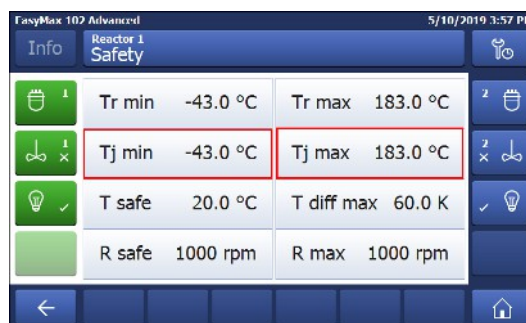 EasyMax 102 Advanced 5/10/2019 3:57 P
Info Reactor 1
Safety
1 Tr min -43.0 °C Tr max 183.0 °C 2
1 Tj min -43.0 °C Tj max 183.0 °C 2
T safe 20.0 °C T diff max 60.0 K
R safe 1000 rpm R max 1000 rpm